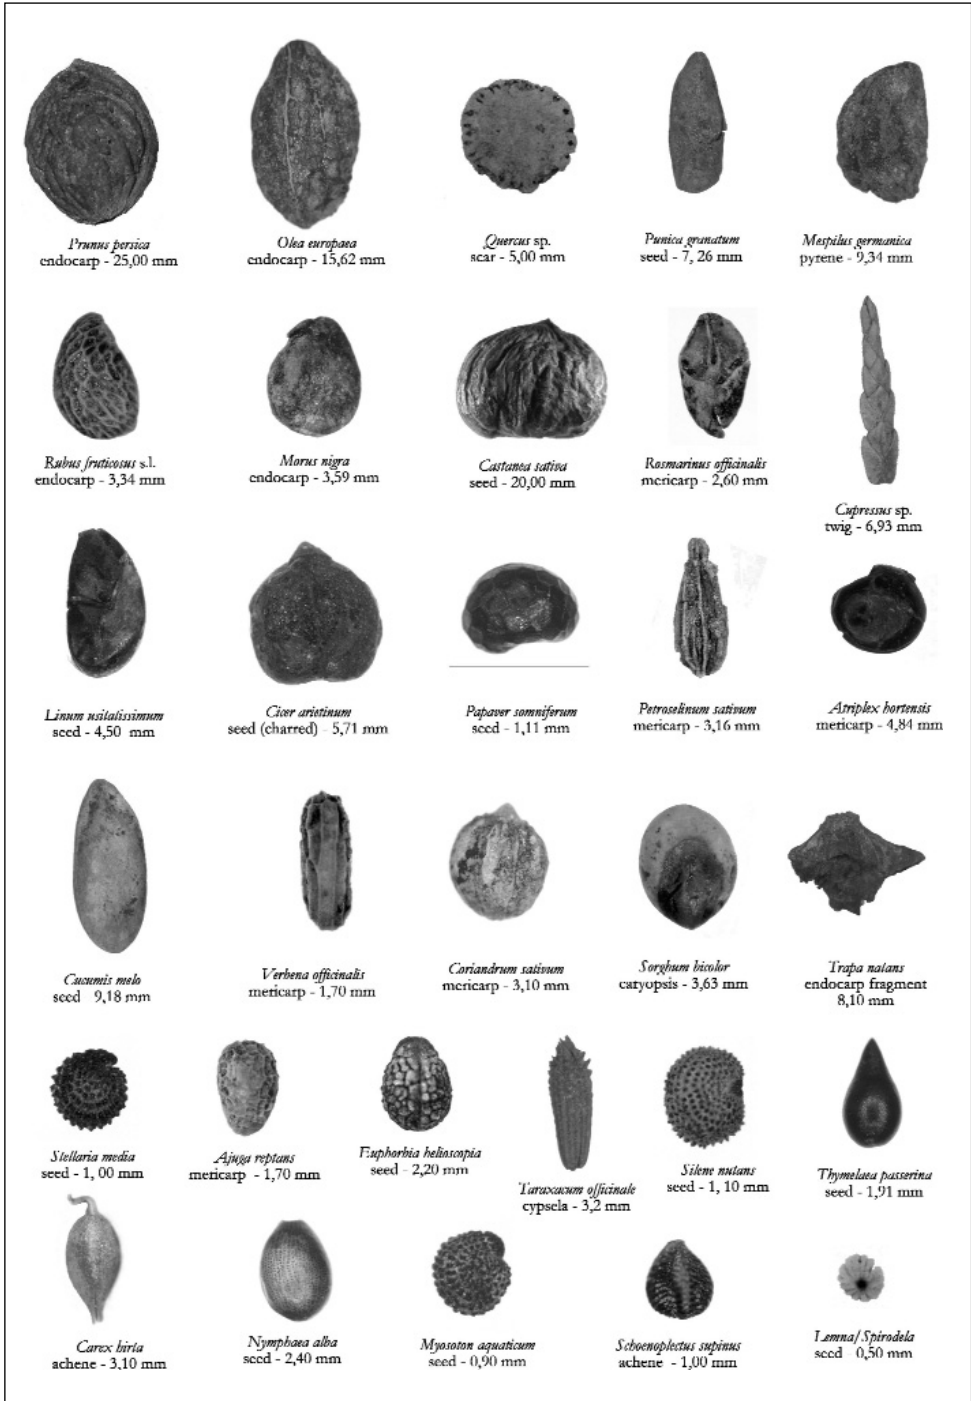 Prunus persica
endocarp - 25,00 mm
Olea europaea
endocarp - 15,62 mm
Quercus sp.
scar - 5,00 mm
Punica granatum
seed - 7, 26 mm
Mespilus germanica
pyrene - 9,34 mm
Rubus fruticosus s.l.
endocarp - 3,34 mm
Morus nigra
endocarp - 3,59 mm
Castanea sativa
seed - 20,00 mm
Rosmarinus officinalis
mericarp - 2,60 mm
Cupressus sp.
twig - 6,93 mm
Linum usitatissimum
seed - 4,50 mm
Cicer arietinum
seed (charred) - 5,71 mm
Papaver somniferum
seed - 1,11 mm
Petroselinum sativum
mericarp - 3,16 mm
Atriplex hortensis
mericarp - 4,84 mm
Cucumis melo
seed 9,18 mm
Verbena officinalis
mericarp - 1,70 mm
Coriandrum sativum
mericarp - 3,10 mm
Sorghum bicolor
caryopsis - 3,63 mm
Trapa natans
endocarp fragment
8,10 mm
Stellaria media
seed - 1, 00 mm
Ajuga reptans
mericarp - 1,70 mm
Euphorbia helioscopia
seed - 2,20 mm
Taraxacum officinale
cypsela - 3,2 mm
Silene nutans
seed - 1, 10 mm
Thymelaea passerina
seed - 1,91 mm
Carex hirta
achene - 3,10 mm
Nymphaea alba
seed - 2,40 mm
Myosoton aquaticum
seed - 0,90 mm
Schoenoplectus supinus
achene - 1,00 mm
Lemna/Spirodela
seed - 0,50 mm